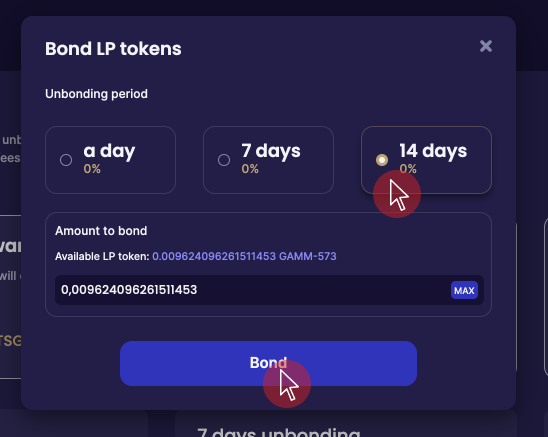 Bond LP tokens
Unbonding period
a day
0%
7 days
0%
14 days
0%
Amount to bond
Available LP token: 0.009624096261511453 GAMM-573
0,009624096261511453
MAX
Bond
unb
ees
war
will
TSG
7 days unbonding